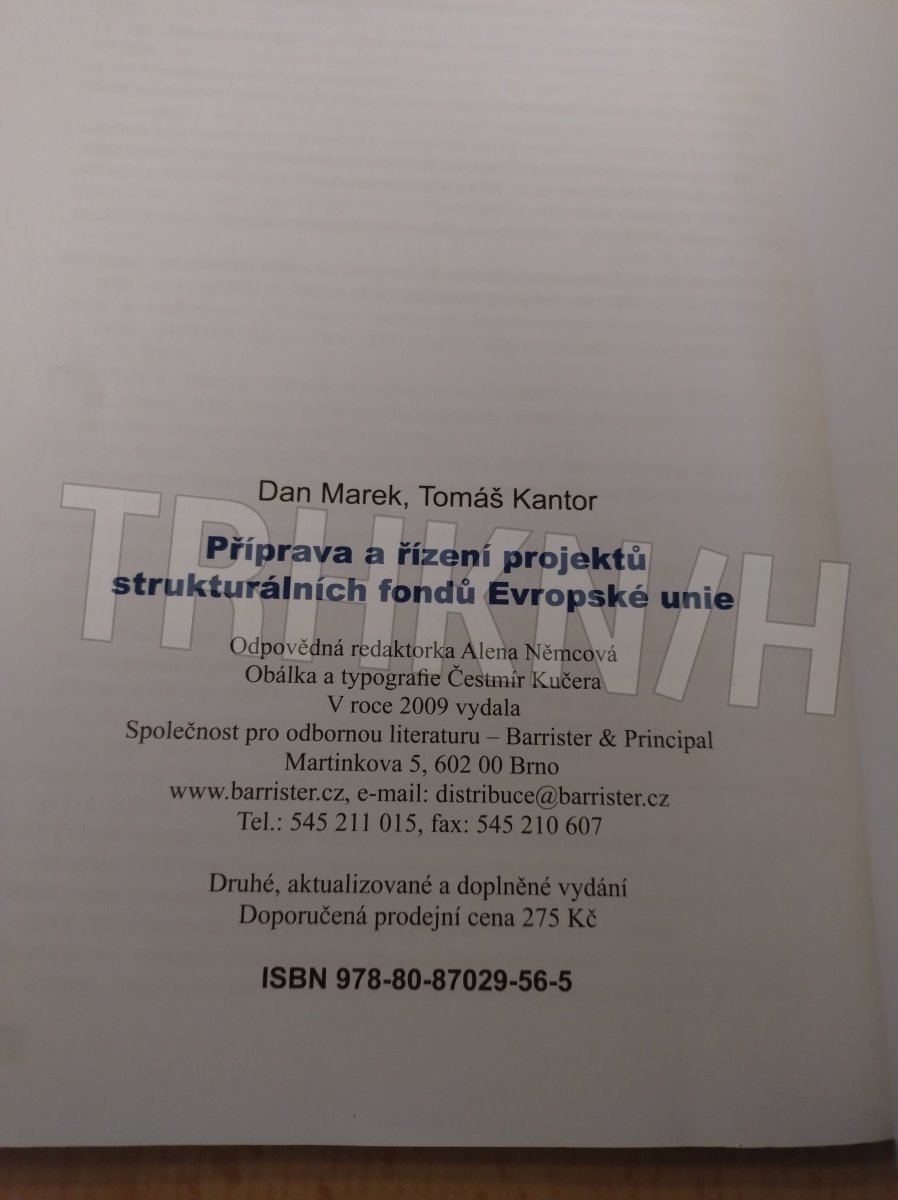 Dan Marek, Tomáš Kantor
Příprava a řízení projektů
strukturálních fondů Evropské unie
Odpovědná redaktorka Alena Němcová
Obálka a typografie Čestmír Kučera
V roce 2009 vydala
Společnost pro odbornou literaturu – Barrister & Principal
Martinkova 5, 602 00 Brno
www.barrister.cz, e-mail: distribuce@barrister.cz
Tel.: 545 211 015, fax: 545 210 607
Druhé, aktualizované a doplněné vydání
Doporučená prodejní cena 275 Kč
ISBN 978-80-87029-56-5
TRHKN/H